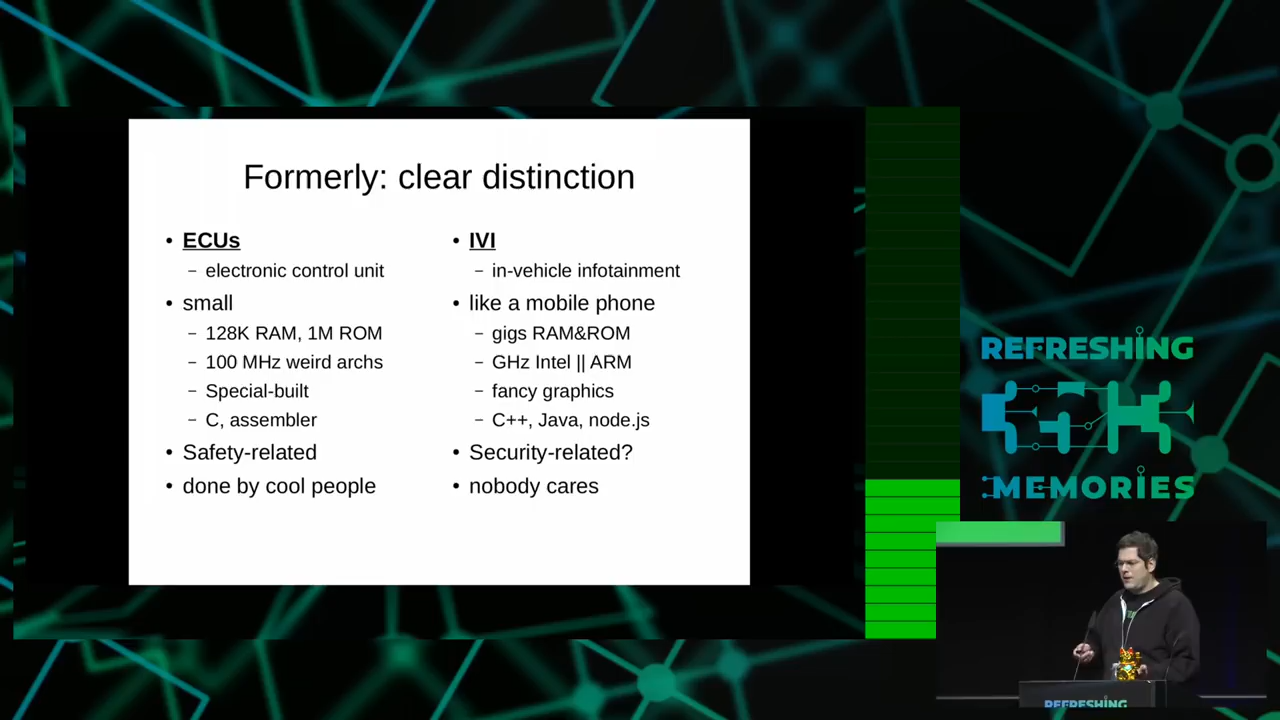 Formerly: clear distinction
• ECUs
– electronic control unit
• small
– 128K RAM, 1M ROM
– 100 MHz weird archs
– Special-built
– C, assembler
• Safety-related
• done by cool people
• IVI
– in-vehicle infotainment
• like a mobile phone
– gigs RAM&ROM
– GHz Intel || ARM
– fancy graphics
– C++, Java, node.js
• Security-related?
• nobody cares
REFRESHING
MEMORIES
REFRESHING